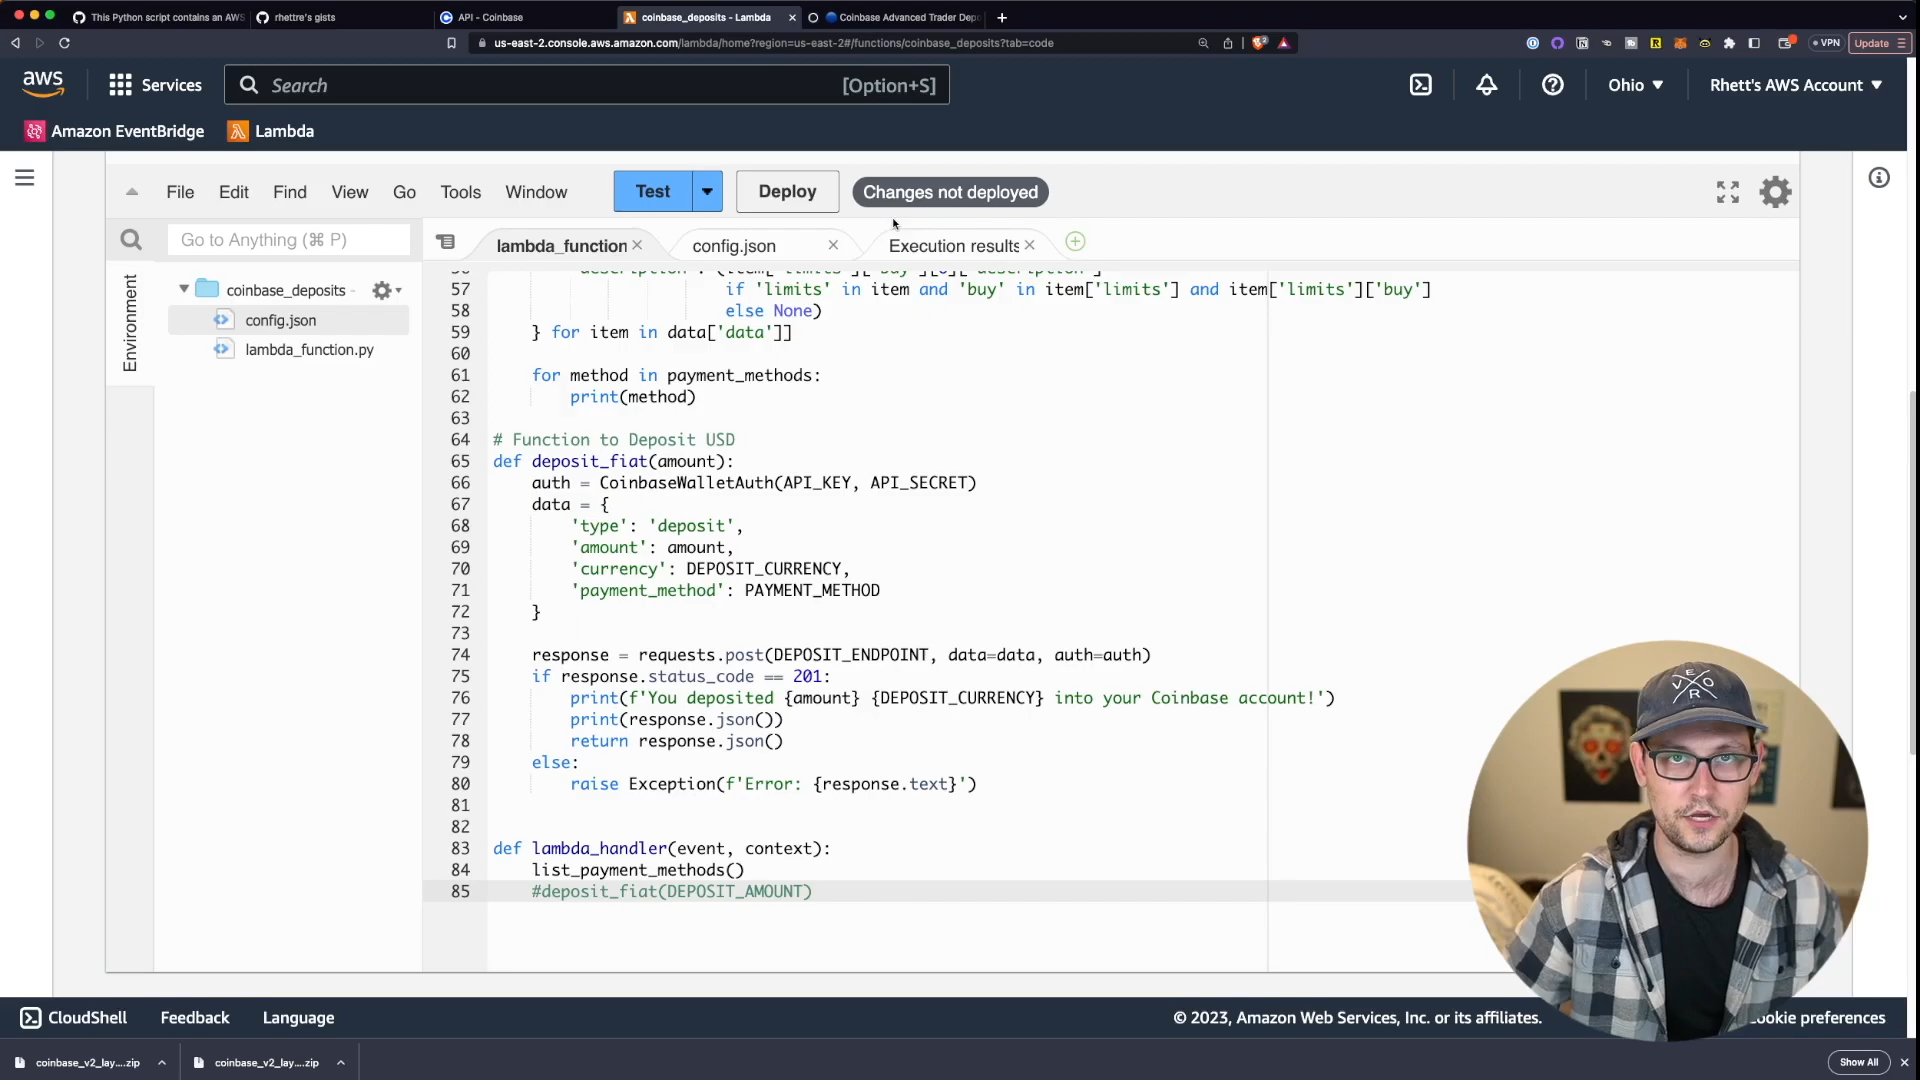 This Python script contains an AWS
rhettre's gists
API - Coinbase
coinbase_deposits - Lambda
Coinbase Advanced Trader Dep
us-east-2.console.aws.amazon.com/lambda/home?region=us-east-2#/functions/coinbase_deposits?tab=code
VPN
Update
aws
Services
Search
[Option+S]
Ohio
Rhett's AWS Account
Amazon EventBridge
Lambda
File
Edit
Find
View
Go
Tools
Window
Test
Deploy
Changes not deployed
Go to Anything (⌘ P)
lambda_function
config.json
Execution results
Environment
coinbase_deposits -
config.json
lambda_function.py
57 if 'limits' in item and 'buy' in item['limits'] and item['limits']['buy']
58 else None)
59 } for item in data['data']]
60
61 for method in payment_methods:
62 print(method)
63
64 # Function to Deposit USD
65 def deposit_fiat(amount):
66 auth = CoinbaseWalletAuth(API_KEY, API_SECRET)
67 data = {
68 'type': 'deposit',
69 'amount': amount,
70 'currency': DEPOSIT_CURRENCY,
71 'payment_method': PAYMENT_METHOD
72 }
73
74 response = requests.post(DEPOSIT_ENDPOINT, data=data, auth=auth)
75 if response.status_code == 201:
76 print(f'You deposited {amount} {DEPOSIT_CURRENCY} into your Coinbase account!')
77 print(response.json())
78 return response.json()
79 else:
80 raise Exception(f'Error: {response.text}')
81
82
83 def lambda_handler(event, context):
84 list_payment_methods()
85 #deposit_fiat(DEPOSIT_AMOUNT)
CloudShell
Feedback
Language
© 2023, Amazon Web Services, Inc. or its affiliates.
ookie preferences
coinbase_v2_lay....zip
coinbase_v2_lay....zip
Show All